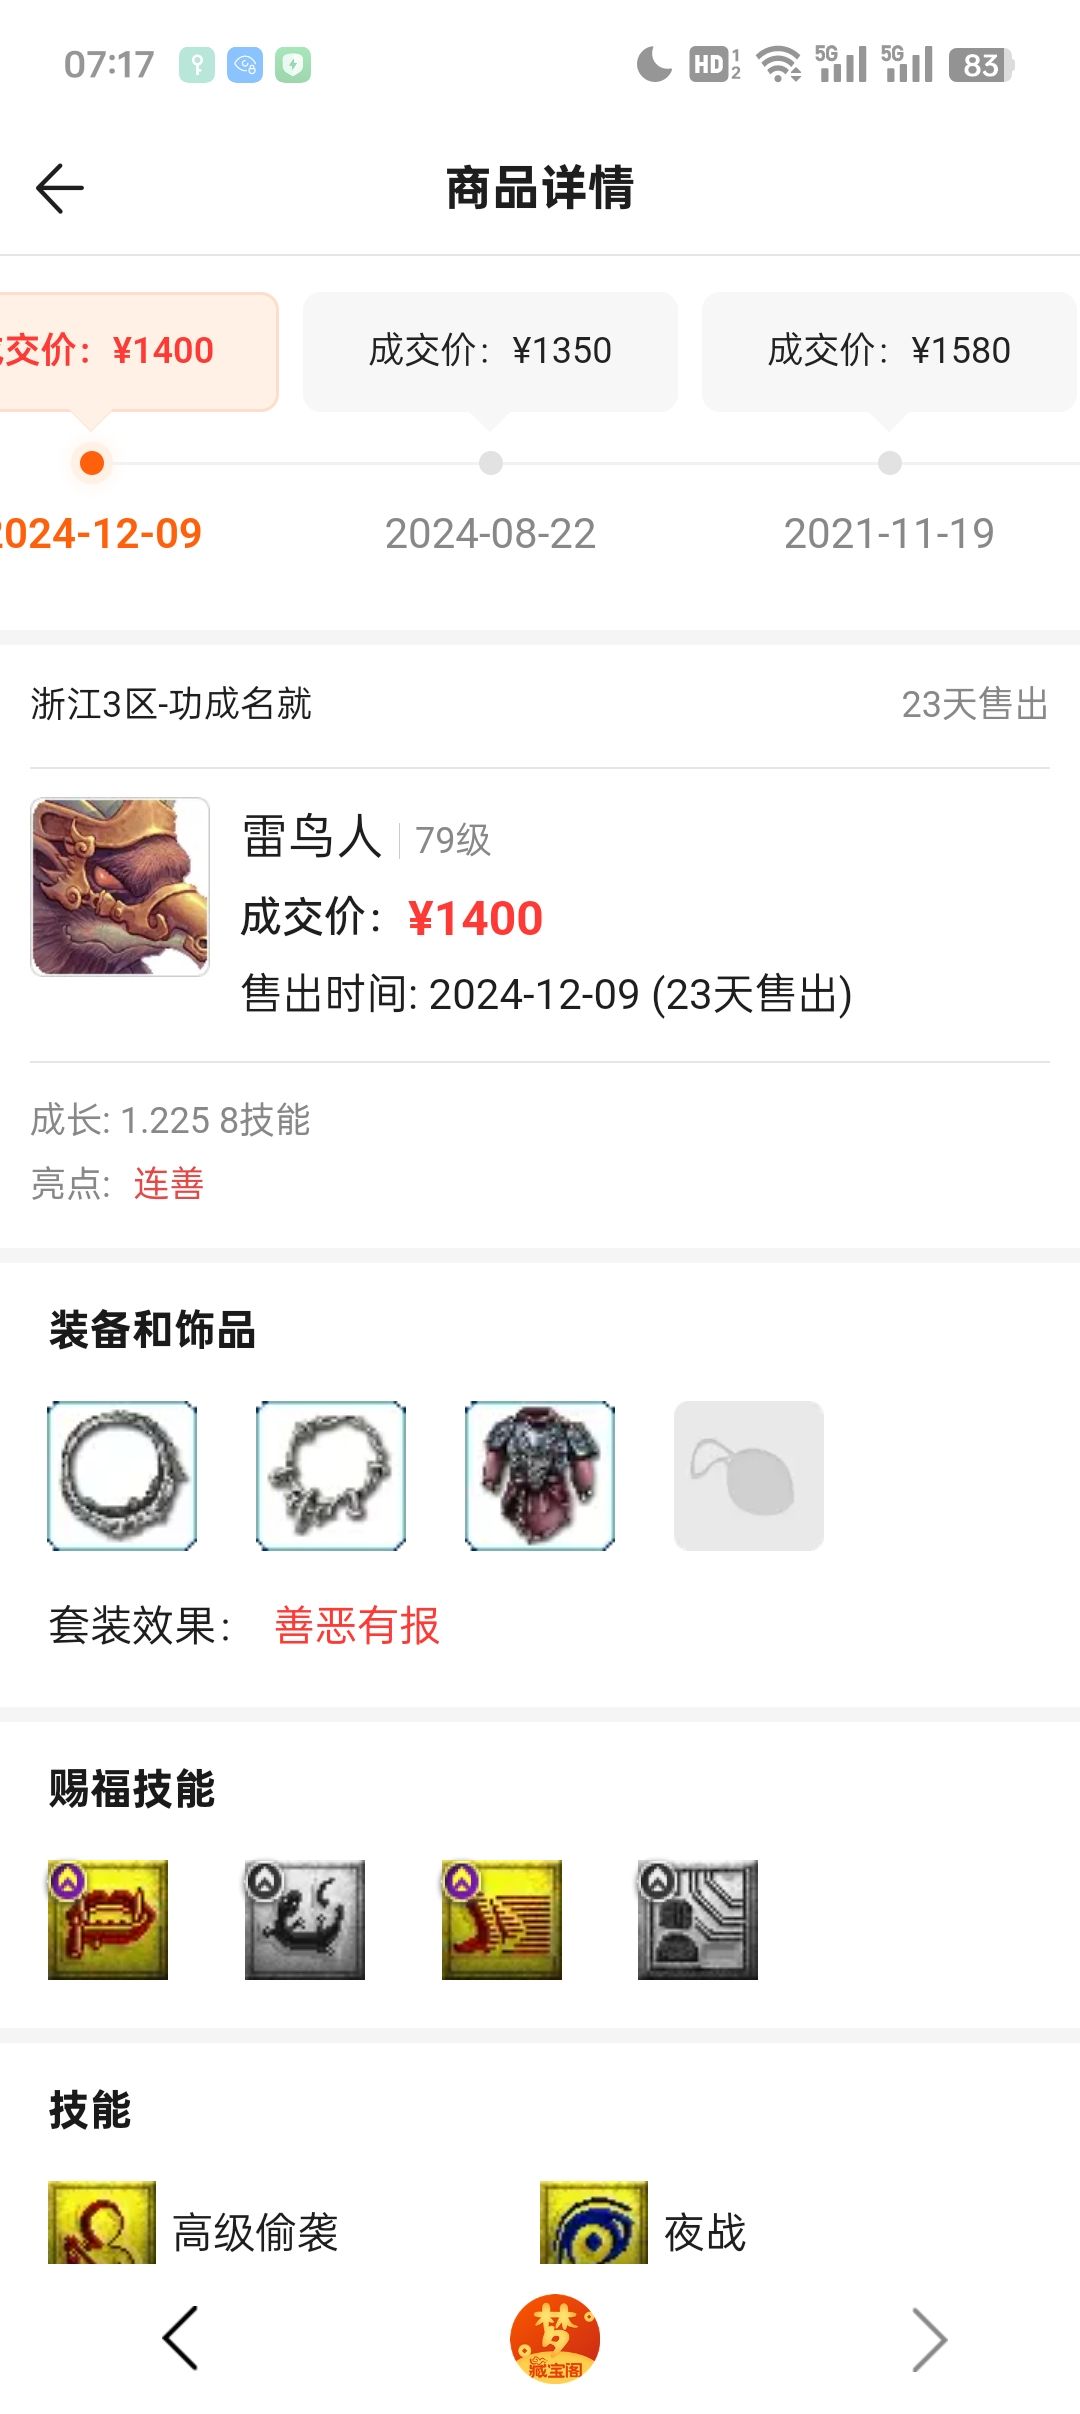 07:17
HD 1 2 5G 5G 83
商品详情
交价：¥1400
成交价：¥1350
成交价：¥1580
2024-12-09
2024-08-22
2021-11-19
浙江3区-功成名就
23天售出
雷鸟人 79级
成交价：¥1400
售出时间: 2024-12-09 (23天售出)
成长: 1.225 8技能
亮点: 连善
装备和饰品
套装效果： 善恶有报
赐福技能
技能
高级偷袭
夜战
梦
藏宝阁